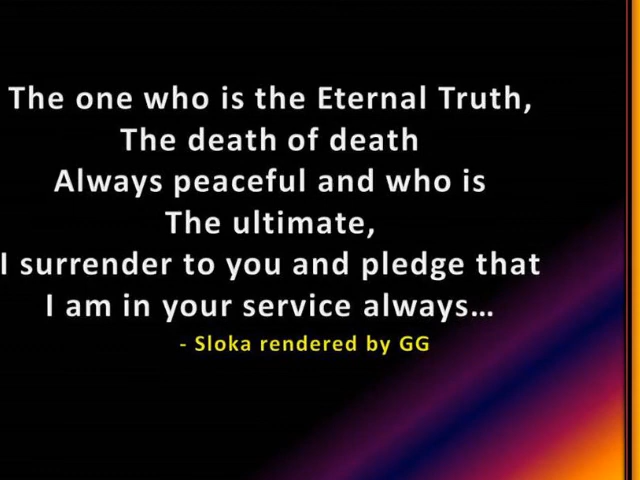 The one who is the Eternal Truth,
The death of death
Always peaceful and who is
The ultimate,
I surrender to you and pledge that
I am in your service always…
- Sloka rendered by GG